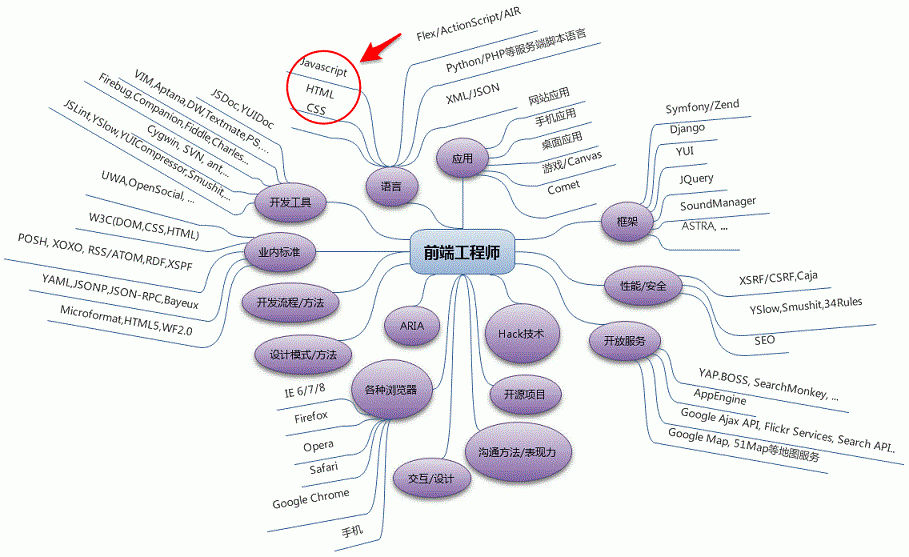 前端工程师
语言
Javascript
HTML
CSS
Flex/ActionScript/AIR
Python/PHP等服务端脚本语言
XML/JSON
应用
网站应用
手机应用
桌面应用
游戏/Canvas
Comet
框架
Symfony/Zend
Django
YUI
JQuery
SoundManager
ASTRA, ...
性能/安全
XSRF/CSRF,Caja
YSlow,Smushit,34Rules
SEO
开放服务
YAP,BOSS, SearchMonkey, ...
AppEngine
Google Ajax API, Flickr Services, Search API..
Google Map, 51Map等地图服务
Hack技术
开源项目
沟通方法/表现力
交互/设计
各种浏览器
IE 6/7/8
Firefox
Opera
Safari
Google Chrome
手机
ARIA
设计模式/方法
开发流程/方法
业内标准
UWA,OpenSocial, ...
W3C(DOM,CSS,HTML)
POSH, XOXO, RSS/ATOM,RDF,XSPF
YAML,JSONP,JSON-RPC,Bayeux
Microformat,HTML5,WF2.0
开发工具
JSDoc,YUIDoc
VIM,Aptana,DW,Textmate,PS,...
Firebug,Companion,Fiddle,Charles...
Cygwin, SVN, ant,...
JSLint,YSlow,YUICompressor,Smushit,...